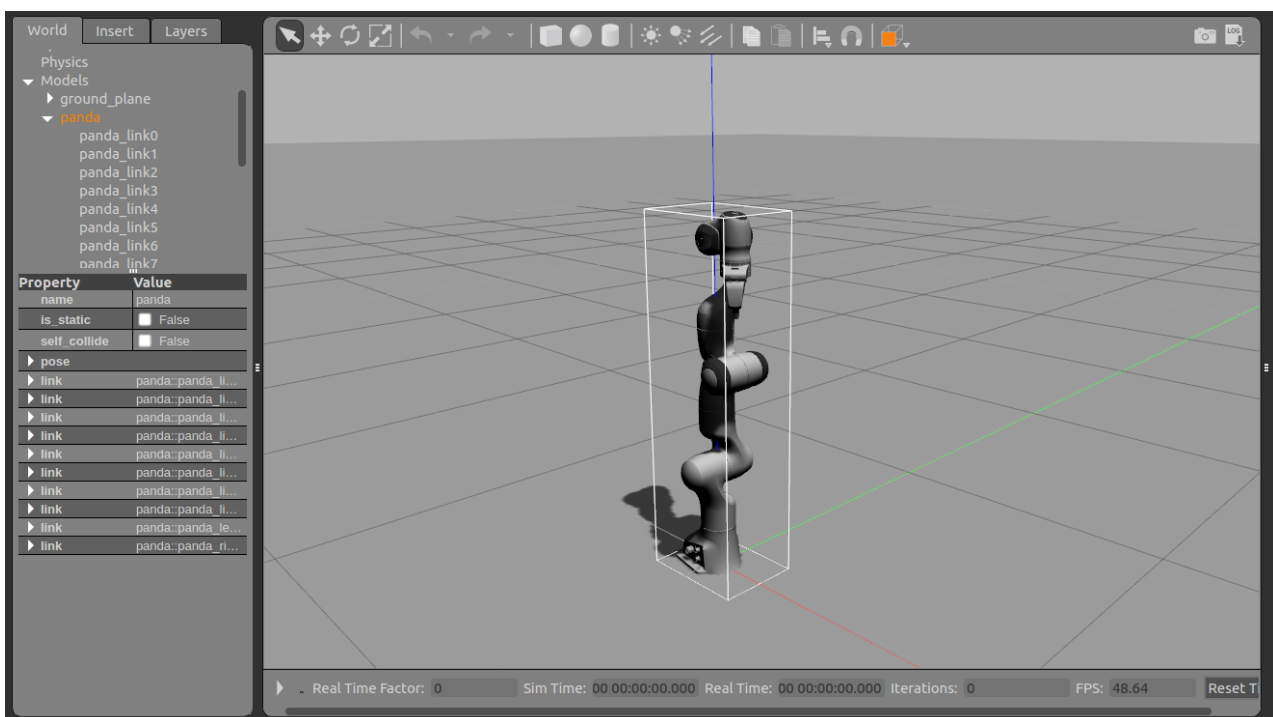 World Insert Layers
Physics
Models
ground_plane
panda
panda_link0
panda_link1
panda_link2
panda_link3
panda_link4
panda_link5
panda_link6
panda_link7
Property Value
name panda
is_static False
self_collide False
pose
link panda::panda_li...
link panda::panda_li...
link panda::panda_li...
link panda::panda_li...
link panda::panda_li...
link panda::panda_li...
link panda::panda_li...
link panda::panda_li...
link panda::panda_le...
link panda::panda_ri...
LOG
Real Time Factor: 0 Sim Time: 00 00:00:00.000 Real Time: 00 00:00:00.000 Iterations: 0 FPS: 48.64 Reset Ti